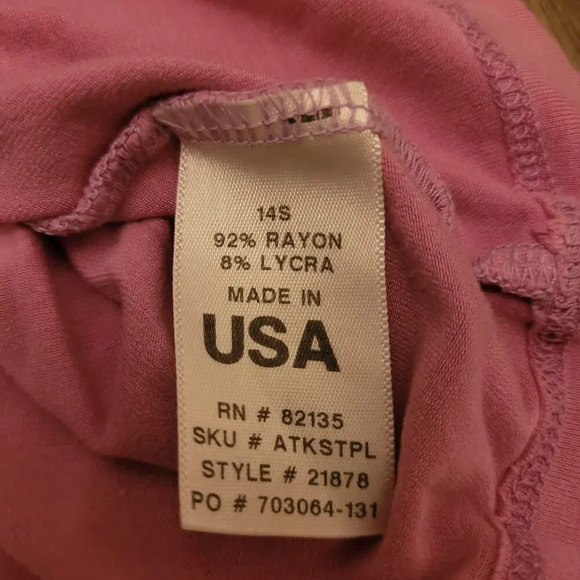 14S
92% RAYON
8% LYCRA
MADE IN
USA
RN # 82135
SKU # ATKSTPL
STYLE # 21878
PO # 703064-131